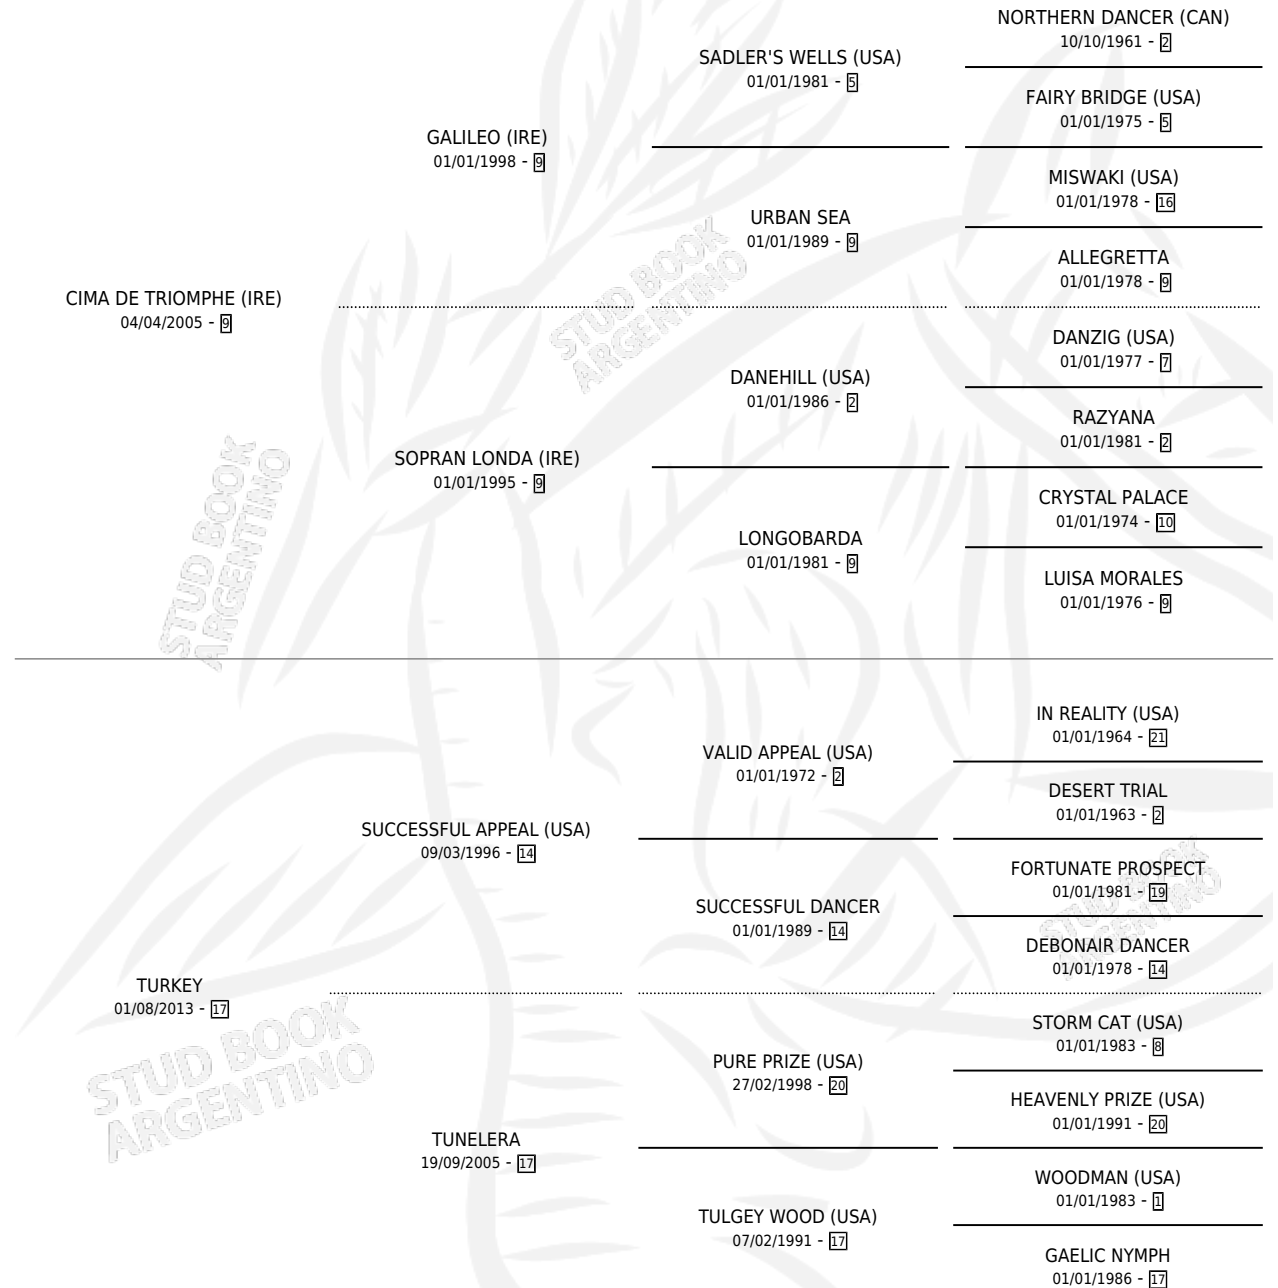 NORTHERN DANCER (CAN)
10/10/1961 - 2
SADLER'S WELLS (USA)
01/01/1981 - 5
FAIRY BRIDGE (USA)
01/01/1975 - 5
GALILEO (IRE)
01/01/1998 - 9
MISWAKI (USA)
01/01/1978 - 16
URBAN SEA
01/01/1989 - 9
ALLEGRETTA
01/01/1978 - 9
CIMA DE TRIOMPHE (IRE)
04/04/2005 - 9
DANZIG (USA)
01/01/1977 - 7
DANEHILL (USA)
01/01/1986 - 2
RAZYANA
01/01/1981 - 2
SOPRAN LONDA (IRE)
01/01/1995 - 9
CRYSTAL PALACE
01/01/1974 - 10
LONGOBARDA
01/01/1981 - 9
LUISA MORALES
01/01/1976 - 9
STUD BOOK
ARGENTINO
STUD BOOK
ARGENTINO
IN REALITY (USA)
01/01/1964 - 21
VALID APPEAL (USA)
01/01/1972 - 2
DESERT TRIAL
01/01/1963 - 2
SUCCESSFUL APPEAL (USA)
09/03/1996 - 14
FORTUNATE PROSPECT
01/01/1981 - 19
SUCCESSFUL DANCER
01/01/1989 - 14
DEBONAIR DANCER
01/01/1978 - 14
STUD BOOK
ARGENTINO
TURKEY
01/08/2013 - 17
STORM CAT (USA)
01/01/1983 - 8
PURE PRIZE (USA)
27/02/1998 - 20
HEAVENLY PRIZE (USA)
01/01/1991 - 20
STUD BOOK
ARGENTINO
TUNELERA
19/09/2005 - 17
WOODMAN (USA)
01/01/1983 - 1
TULGEY WOOD (USA)
07/02/1991 - 17
GAELIC NYMPH
01/01/1986 - 17